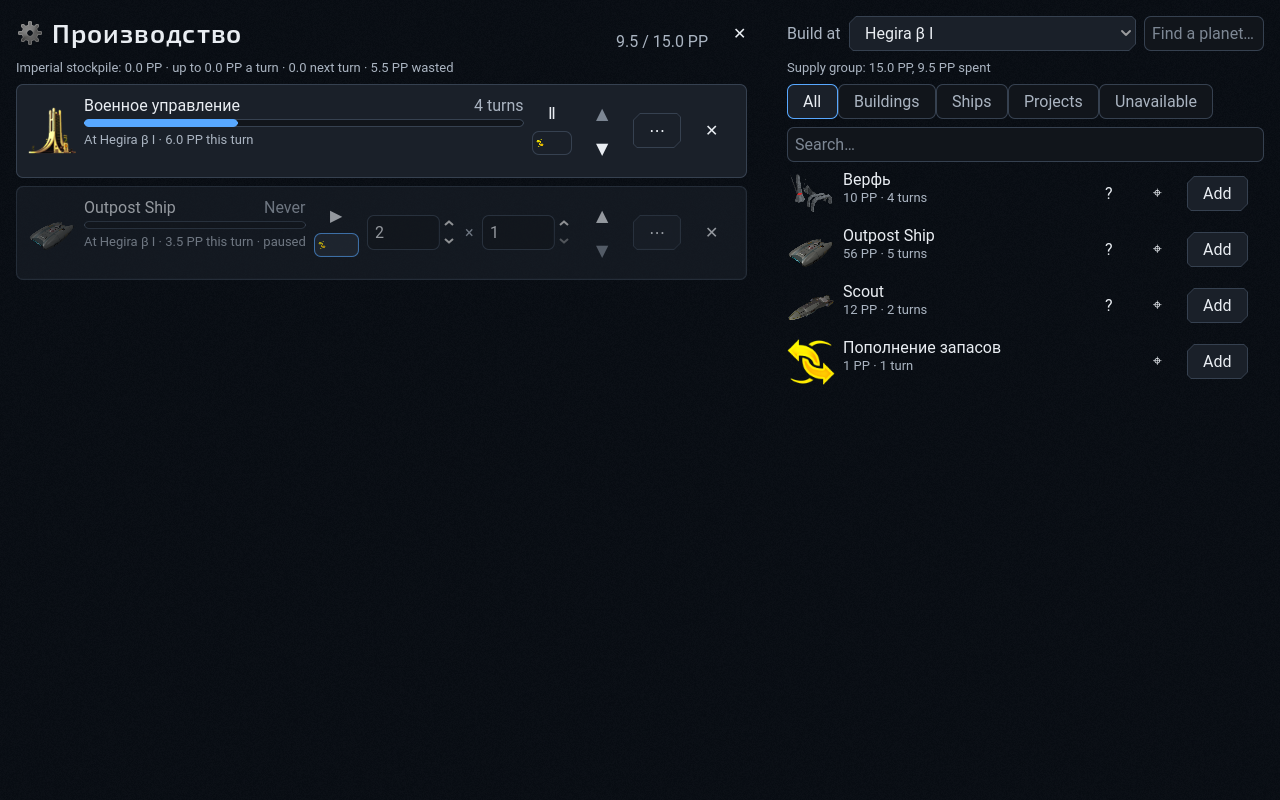 Производство
9.5 / 15.0 PP
×
Imperial stockpile: 0.0 PP · up to 0.0 PP a turn · 0.0 next turn · 5.5 PP wasted
Военное управление
4 turns
At Hegira β I · 6.0 PP this turn
Outpost Ship
Never
At Hegira β I · 3.5 PP this turn · paused
2 × 1
Build at
Hegira β I
Find a planet…
Supply group: 15.0 PP, 9.5 PP spent
All
Buildings
Ships
Projects
Unavailable
Search…
Верфь
10 PP · 4 turns
? Add
Outpost Ship
56 PP · 5 turns
? Add
Scout
12 PP · 2 turns
? Add
Пополнение запасов
1 PP · 1 turn
Add